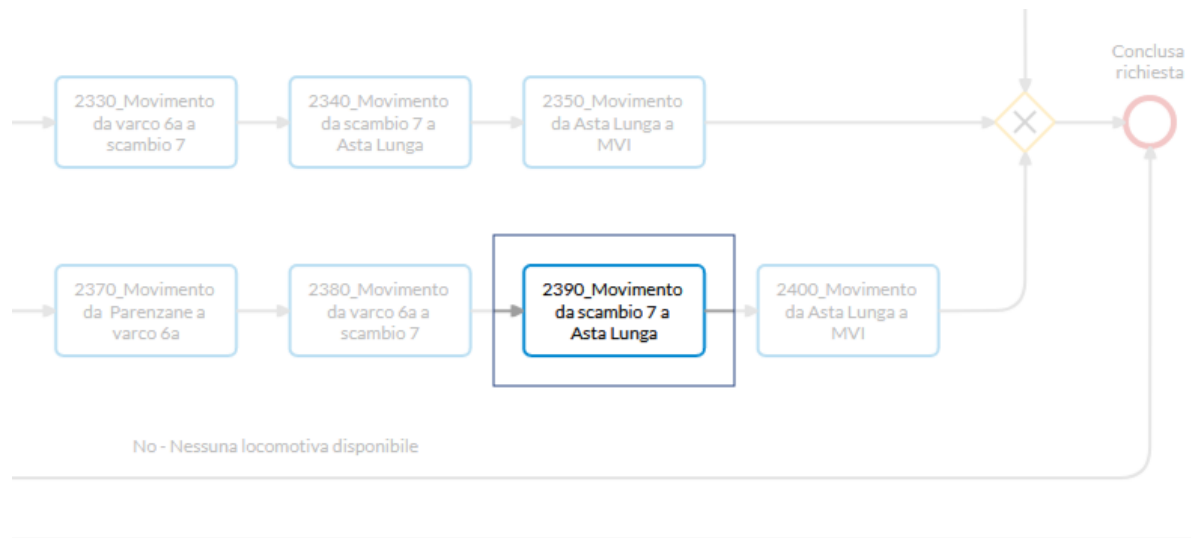 Conclusa
richiesta
2330_Movimento
da varco 6a a
scambio 7
2340_Movimento
da scambio 7 a
Asta Lunga
2350_Movimento
da Asta Lunga a
MVI
2370_Movimento
da Parenzane a
varco 6a
2380_Movimento
da varco 6a a
scambio 7
2390_Movimento
da scambio 7 a
Asta Lunga
2400_Movimento
da Asta Lunga a
MVI
No - Nessuna locomotiva disponibile